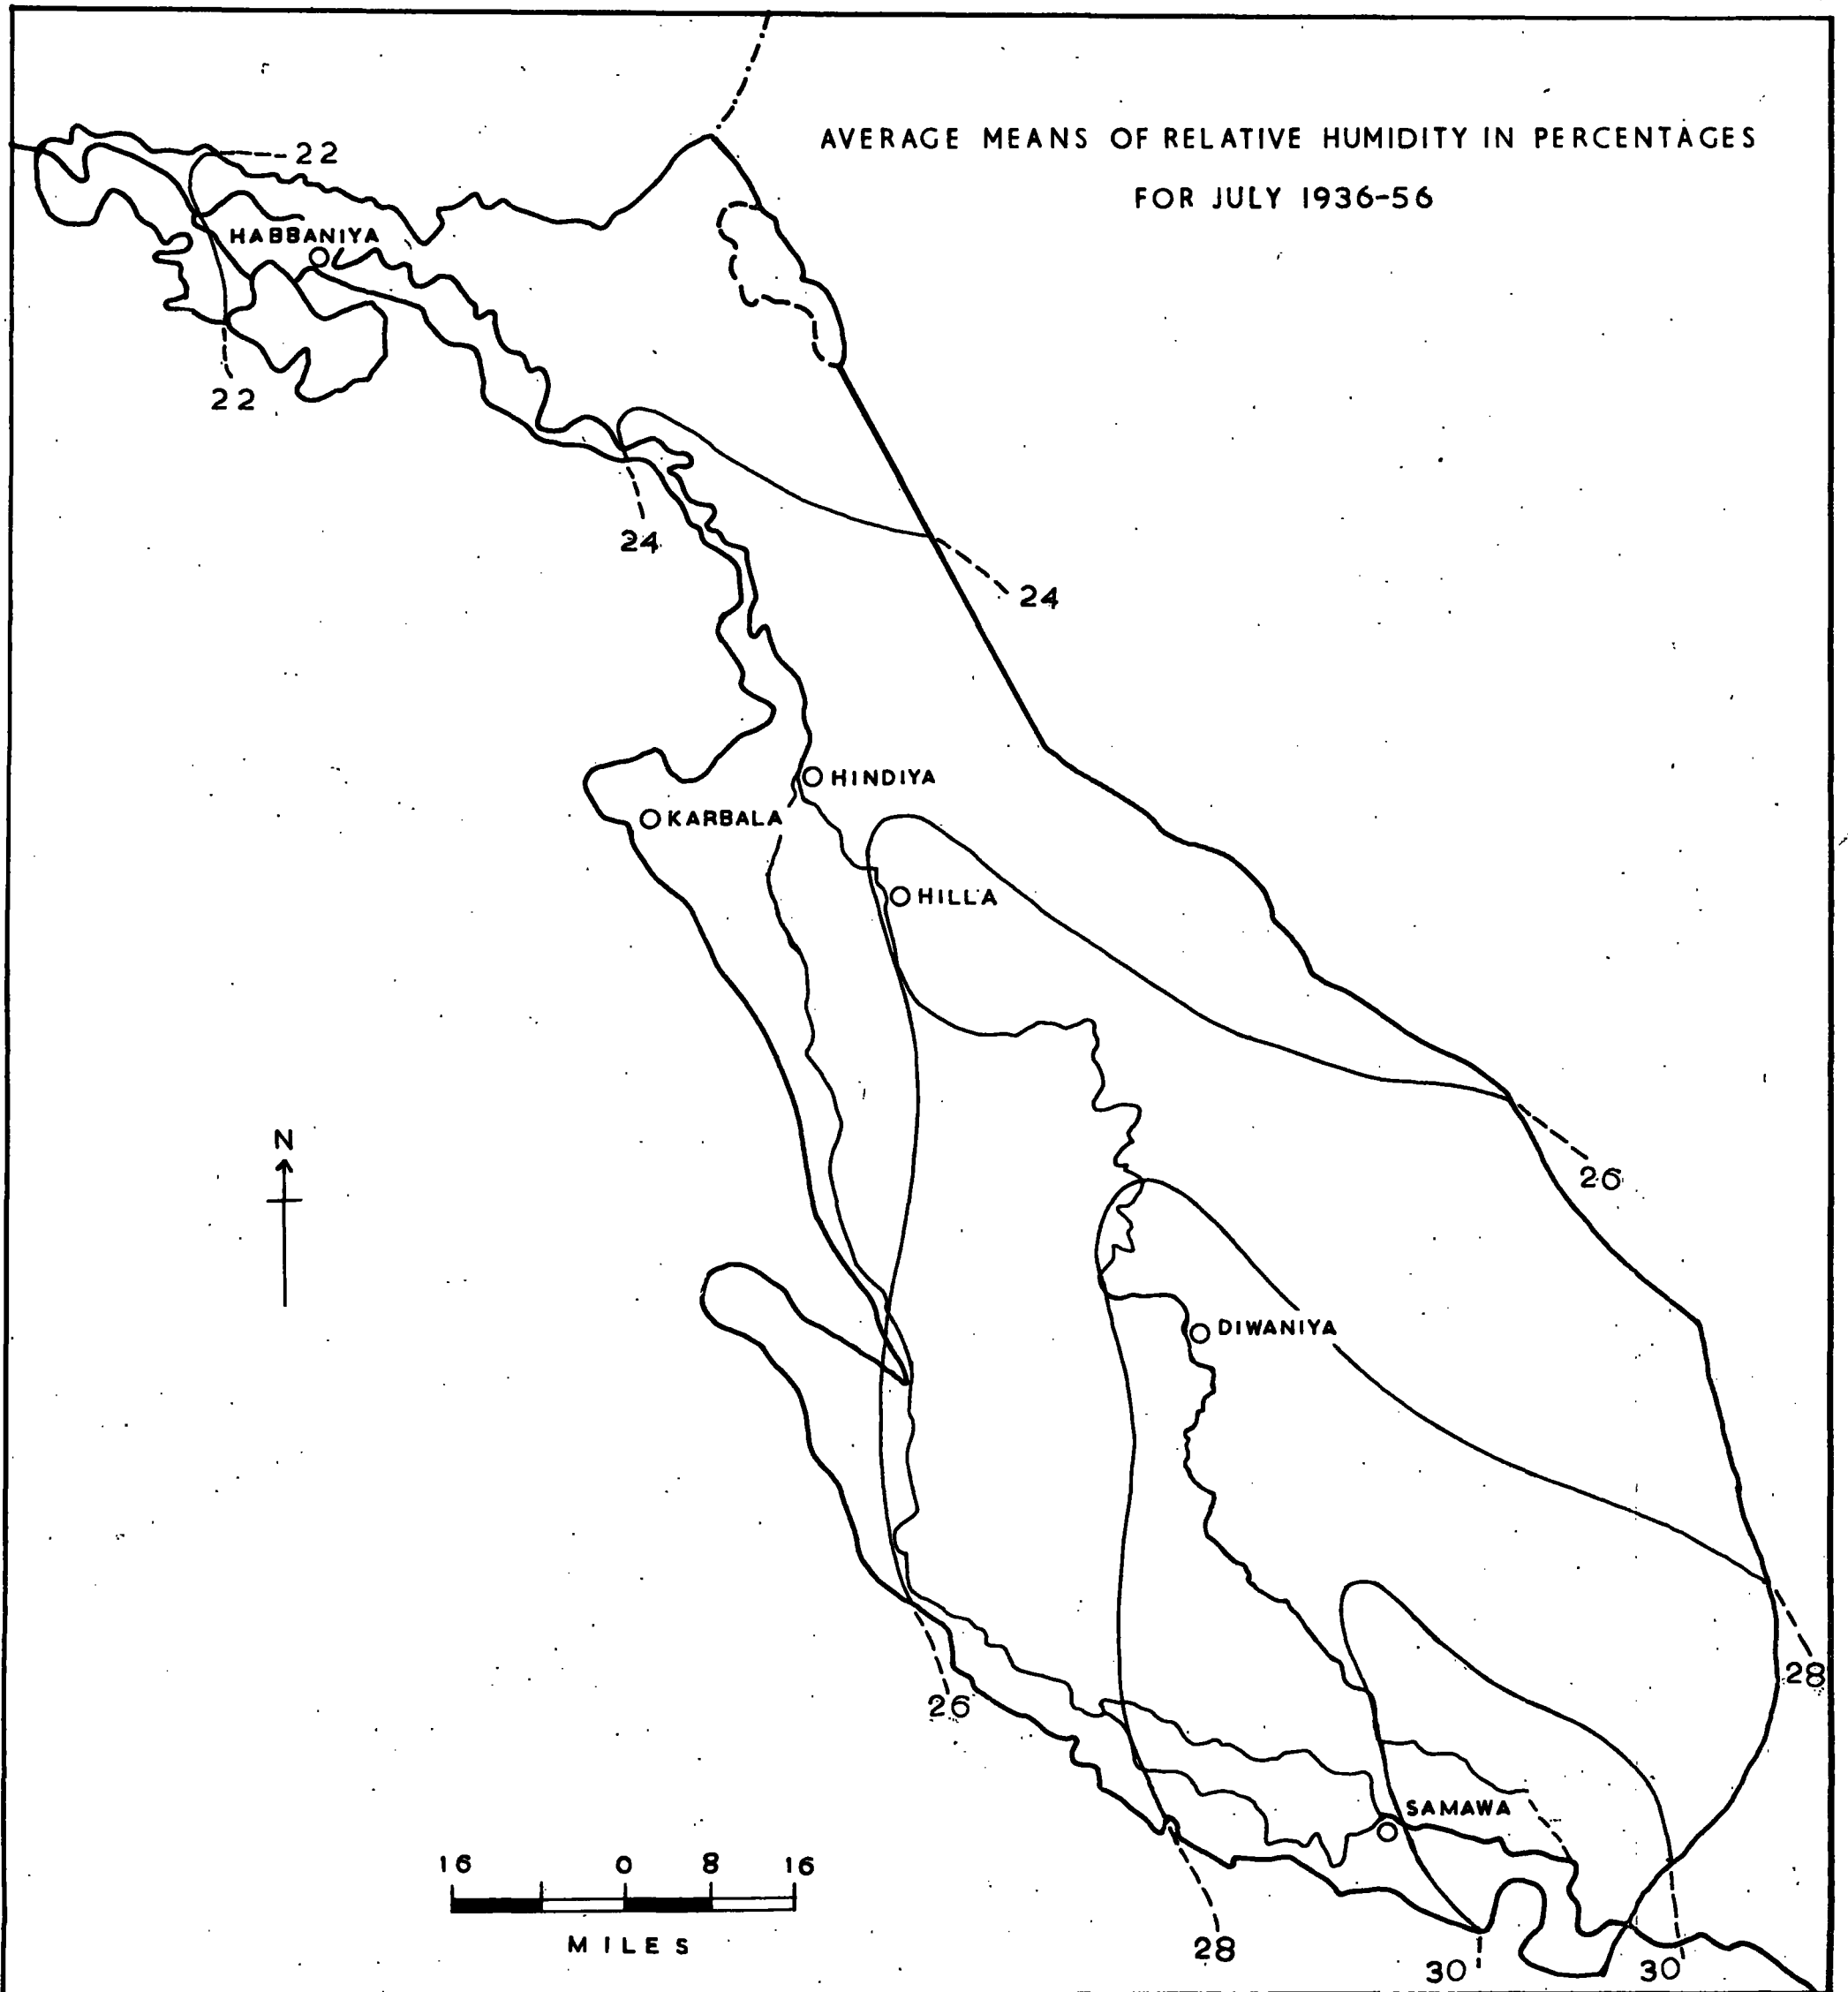 AVERAGE MEANS OF RELATIVE HUMIDITY IN PERCENTAGES
FOR JULY 1936-56
22
HABBANIYA
22
24
24
HINDIYA
KARBALA
HILLA
N
26
DIWANIYA
28
26
SAMAWA
16 0 8 16
MILES
28
30
30